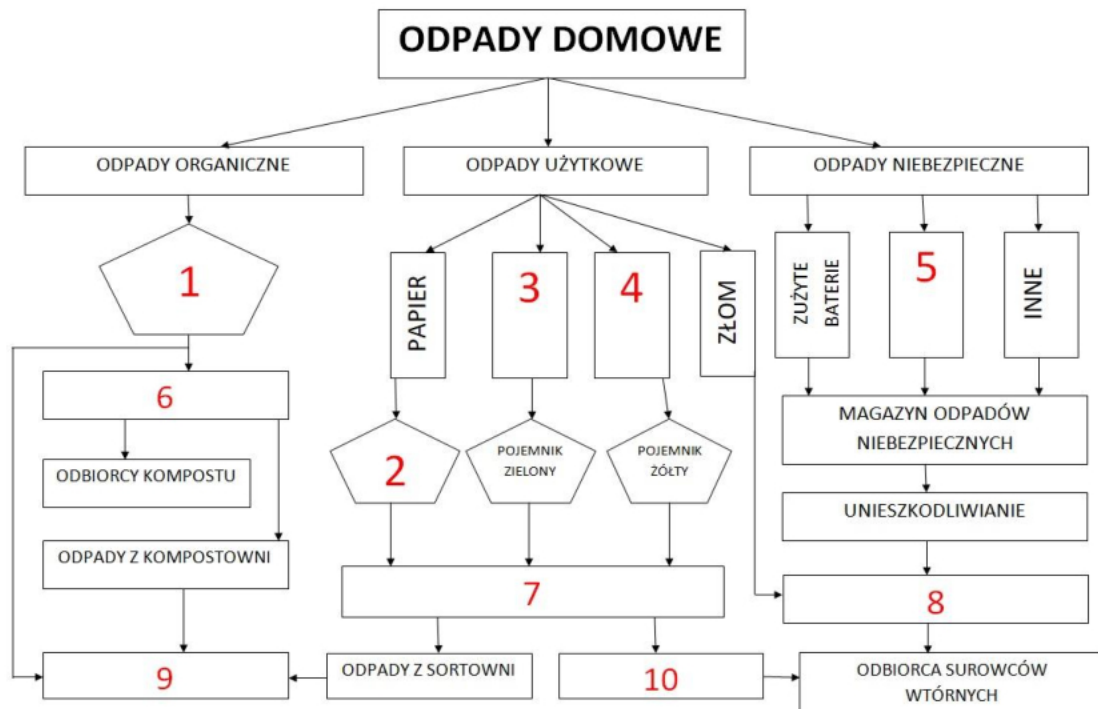 ODPADY DOMOWE
ODPADY ORGANICZNE
ODPADY UŻYTKOWE
ODPADY NIEBEZPIECZNE
1
PAPIER
3
4
ZŁOM
ZUŻYTE
BATERIE
5
INNE
6
ODBIORCY KOMPOSTU
ODPADY Z KOMPOSTOWNI
2
POJEMNIK
ZIELONY
POJEMNIK
ŻÓŁTY
MAGAZYN ODPADÓW
NIEBEZPIECZNYCH
UNIESZKODLIWIANIE
7
8
9
ODPADY Z SORTOWNI
10
ODBIORCA SUROWCÓW
WTÓRNYCH